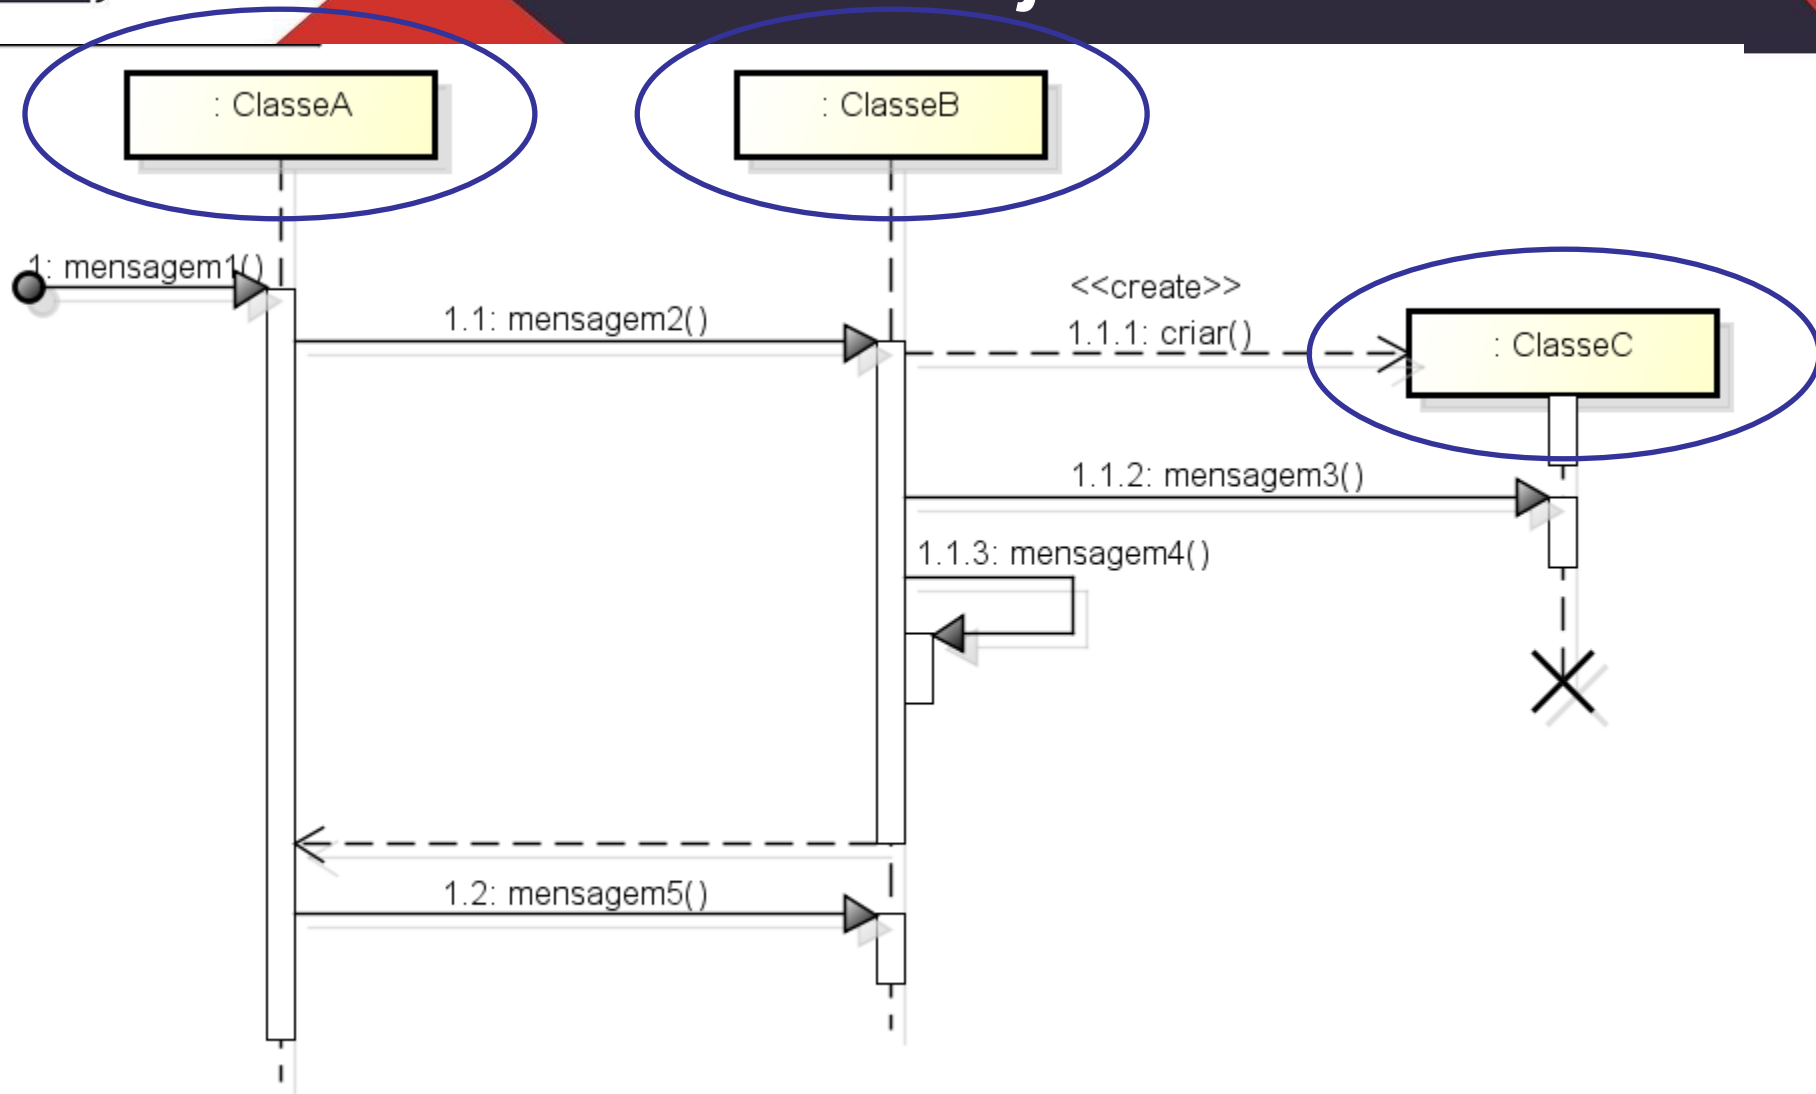 : ClasseA
: ClasseB
1: mensagem1()
<<create>>
1.1: mensagem2()
1.1.1: criar()
: ClasseC
1.1.2: mensagem3()
1.1.3: mensagem4()
1.2: mensagem5()